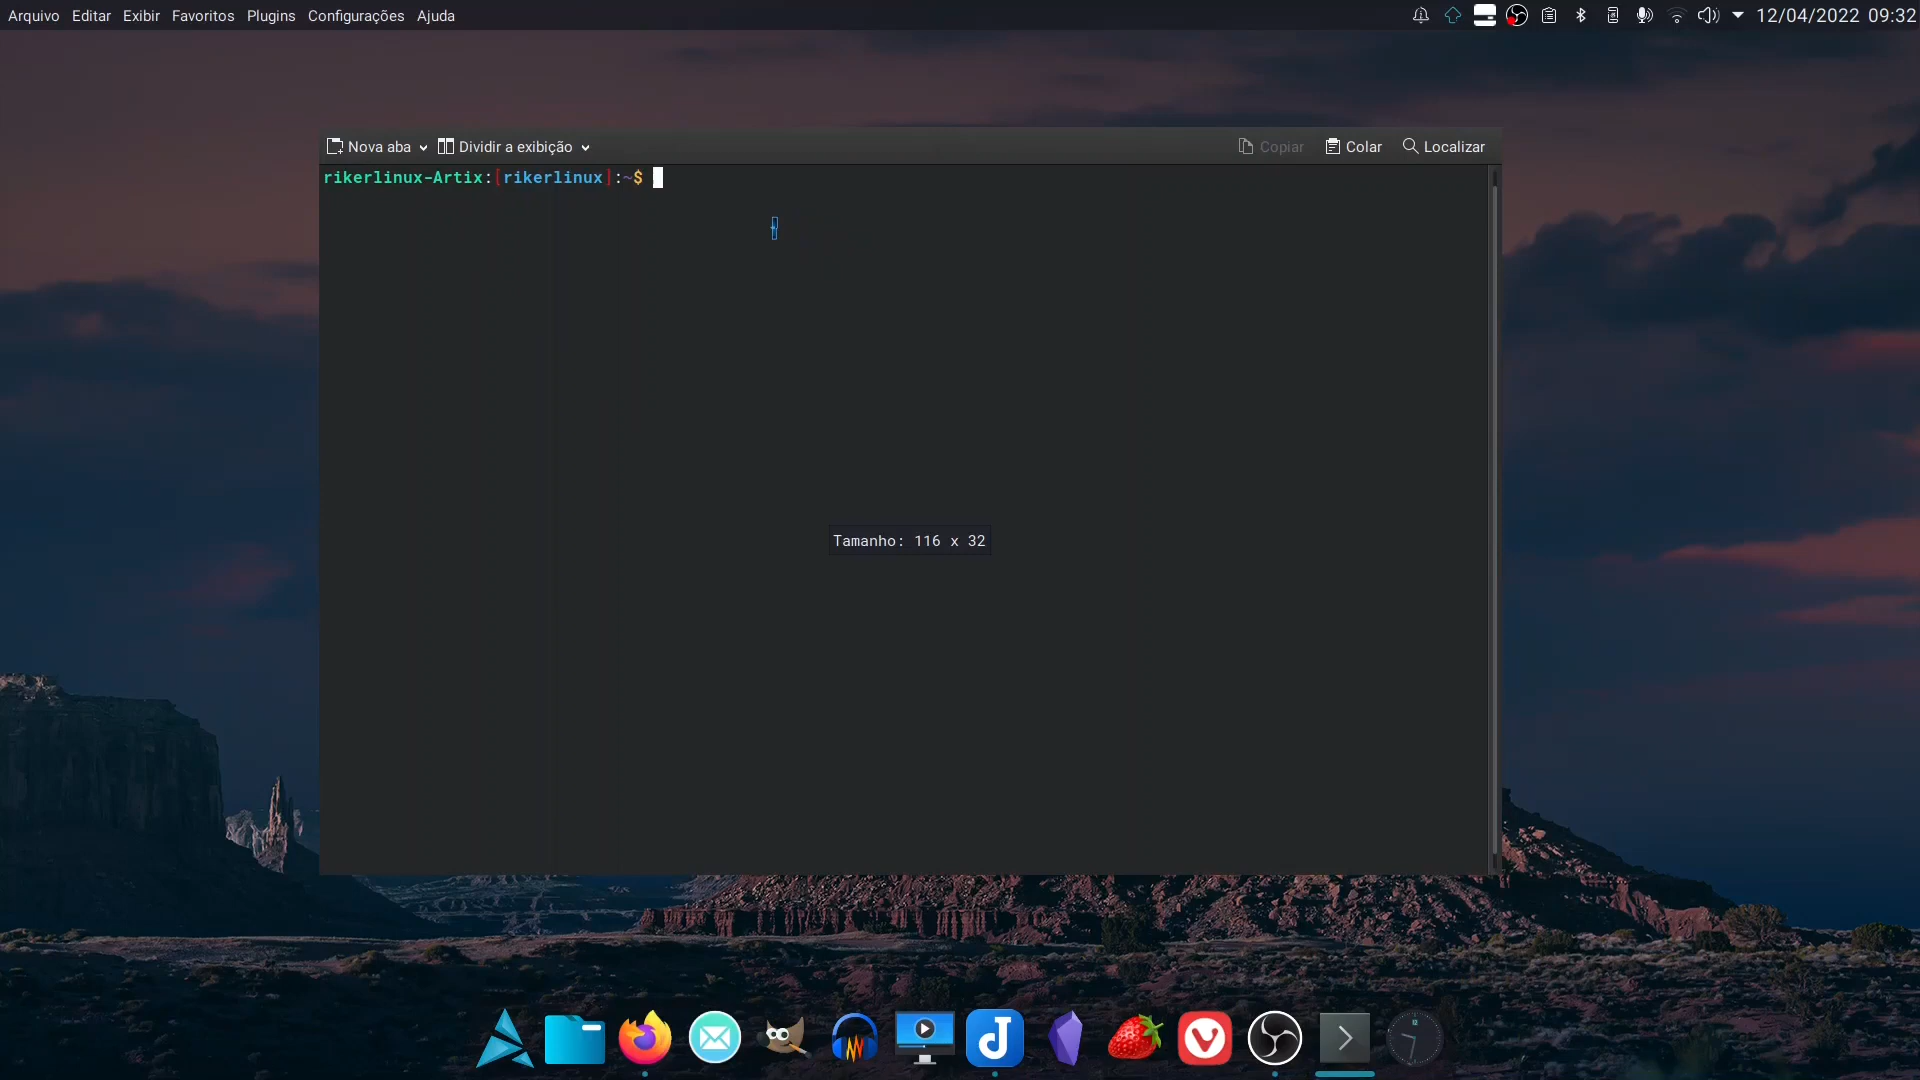 Arquivo Editar Exibir Favoritos Plugins Configurações Ajuda 12/04/2022 09:32
Nova aba Dividir a exibição Copiar Colar Localizar
rikerlinux-Artix:[rikerlinux]:~$
Tamanho: 116 x 32